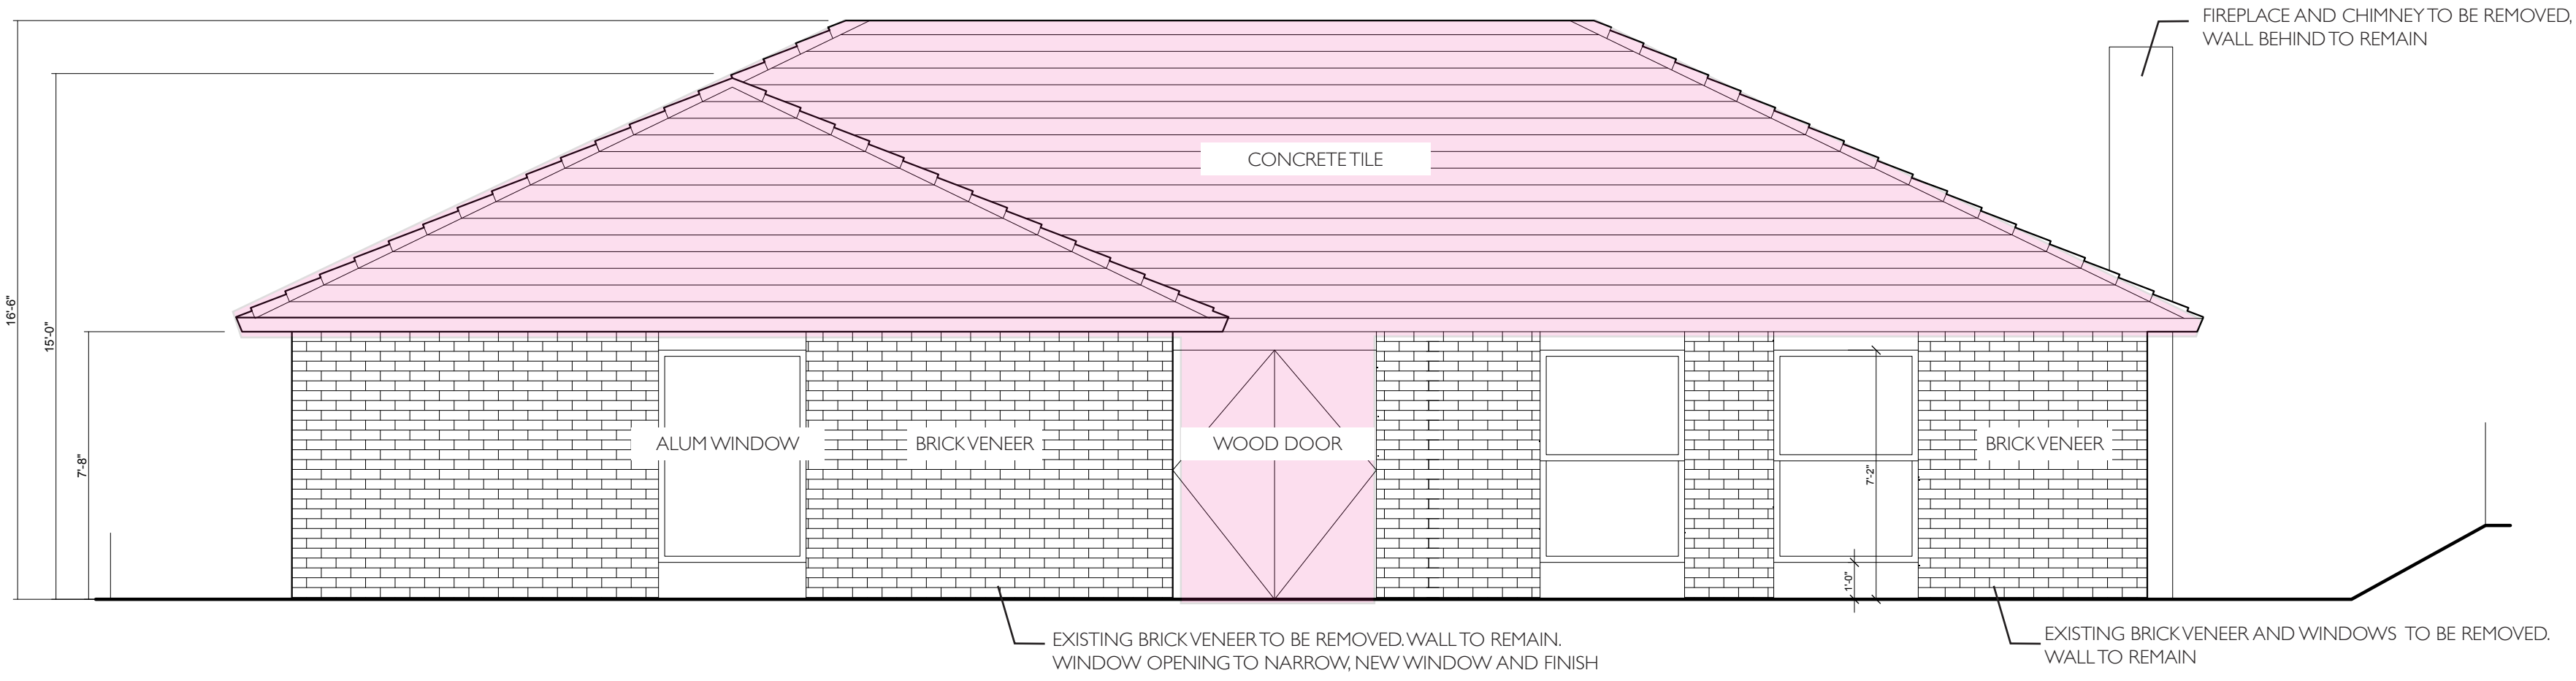 FIREPLACE AND CHIMNEY TO BE REMOVED,
WALL BEHIND TO REMAIN
CONCRETE TILE
16'-6"
15'-0"
7'-8"
ALUM WINDOW
BRICK VENEER
WOOD DOOR
BRICK VENEER
7'-2"
1'-0"
EXISTING BRICK VENEER TO BE REMOVED. WALL TO REMAIN.
WINDOW OPENING TO NARROW, NEW WINDOW AND FINISH
EXISTING BRICK VENEER AND WINDOWS TO BE REMOVED.
WALL TO REMAIN